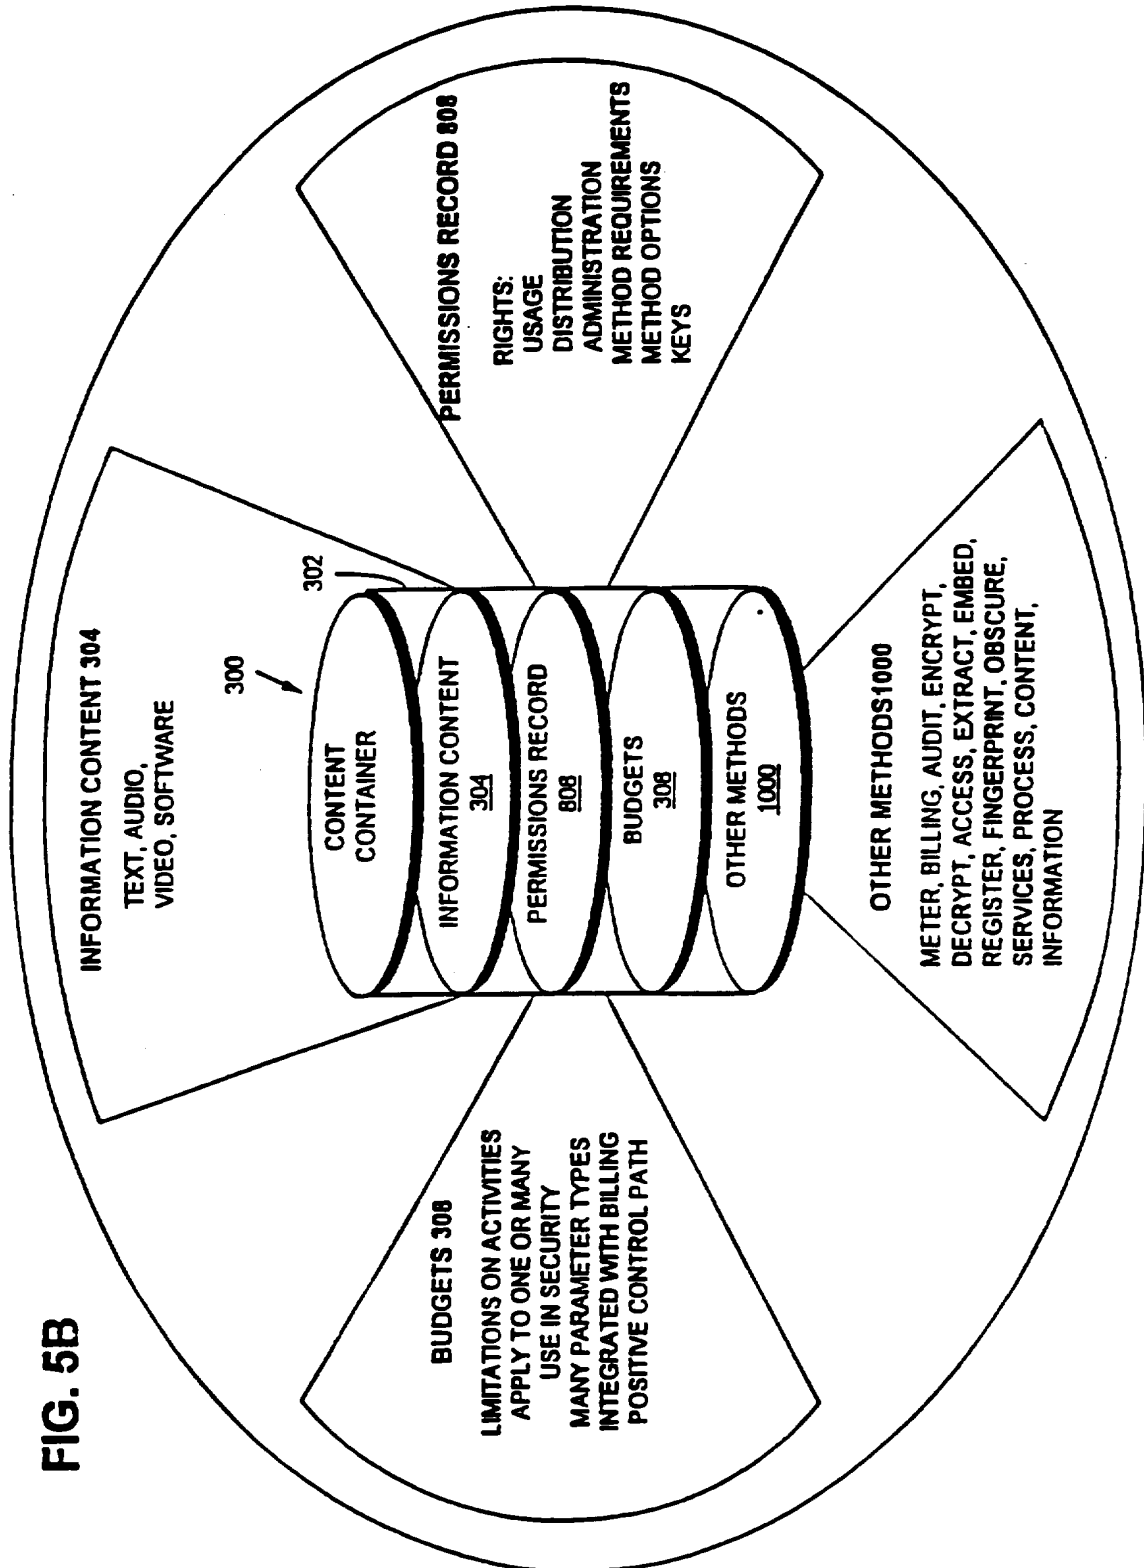 FIG. 5B
INFORMATION CONTENT 304
TEXT, AUDIO,
VIDEO, SOFTWARE
300
302
CONTENT
CONTAINER
INFORMATION CONTENT
304
PERMISSIONS RECORD
808
BUDGETS
308
OTHER METHODS
1000
BUDGETS 308
LIMITATIONS ON ACTIVITIES
APPLY TO ONE OR MANY
USE IN SECURITY
MANY PARAMETER TYPES
INTEGRATED WITH BILLING
POSITIVE CONTROL PATH
PERMISSIONS RECORD 808
RIGHTS:
USAGE
DISTRIBUTION
ADMINISTRATION
METHOD REQUIREMENTS
METHOD OPTIONS
KEYS
OTHER METHODS1000
METER, BILLING, AUDIT, ENCRYPT,
DECRYPT, ACCESS, EXTRACT, EMBED,
REGISTER, FINGERPRINT, OBSCURE,
SERVICES, PROCESS, CONTENT,
INFORMATION